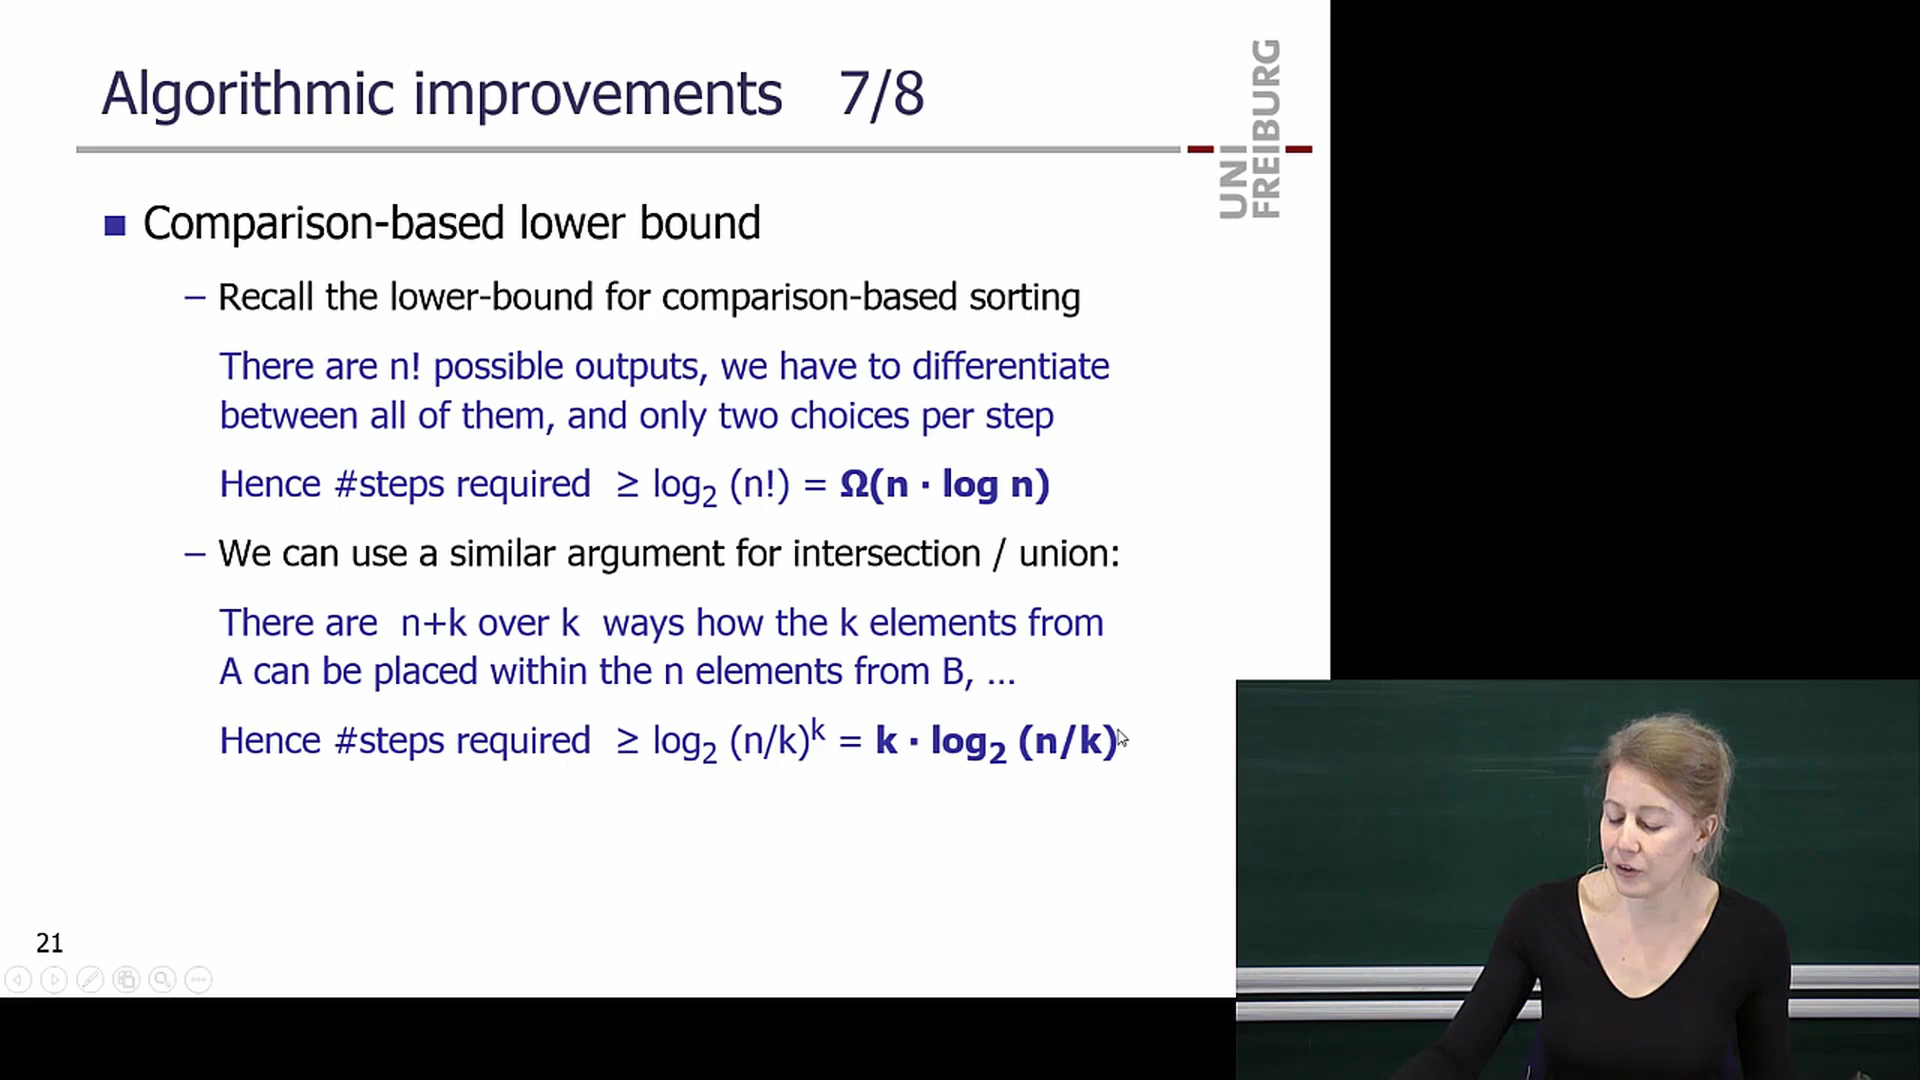 Algorithmic improvements 7/8
UNI
FREIBURG
Comparison-based lower bound
– Recall the lower-bound for comparison-based sorting
There are n! possible outputs, we have to differentiate
between all of them, and only two choices per step
Hence #steps required ≥ log₂ (n!) = Ω(n · log n)
– We can use a similar argument for intersection / union:
There are n+k over k ways how the k elements from
A can be placed within the n elements from B, ...
Hence #steps required ≥ log₂ (n/k)ᵏ = k · log₂ (n/k)
21